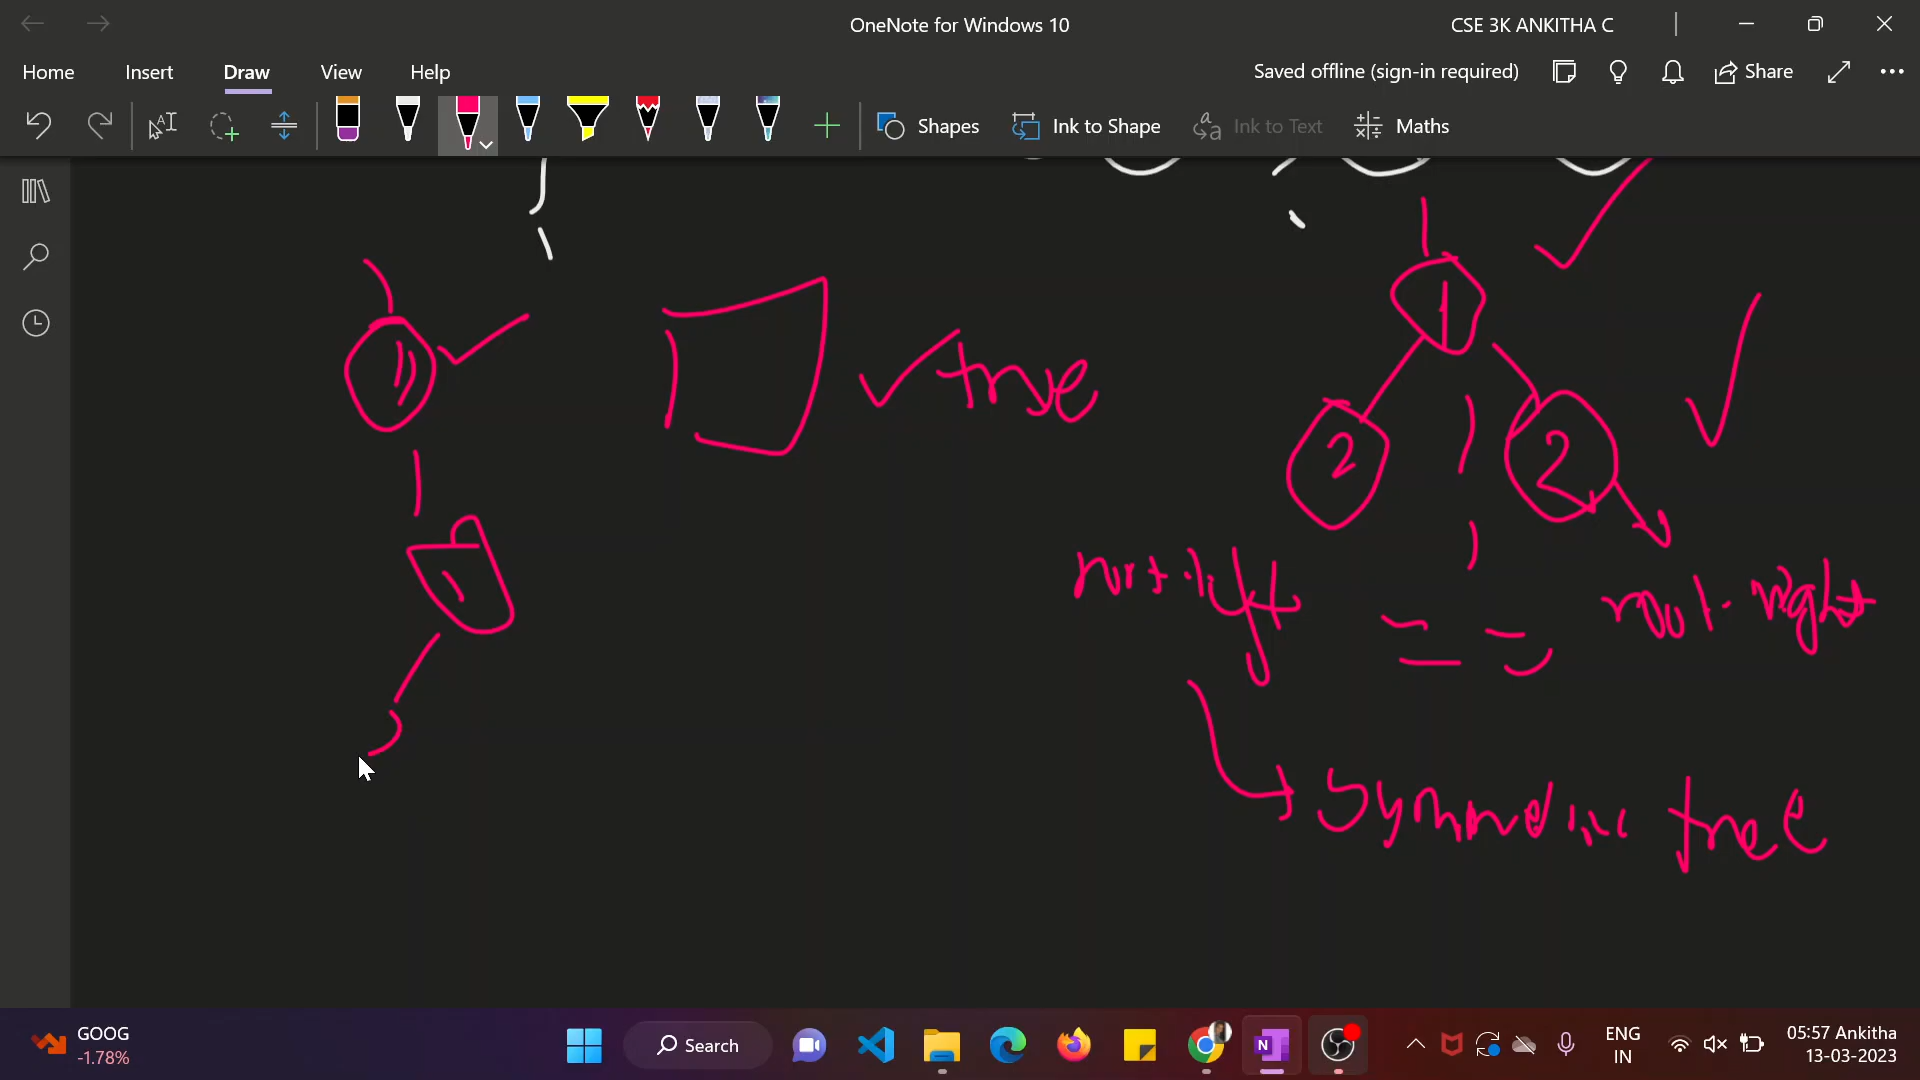 OneNote for Windows 10
CSE 3K ANKITHA C
Home Insert Draw View Help
Saved offline (sign-in required) Share
Shapes Ink to Shape Ink to Text Maths
1
true
2 2
root.left == root.right
Symmetric tree
GOOG
-1.78%
Search
ENG
IN
05:57 Ankitha
13-03-2023